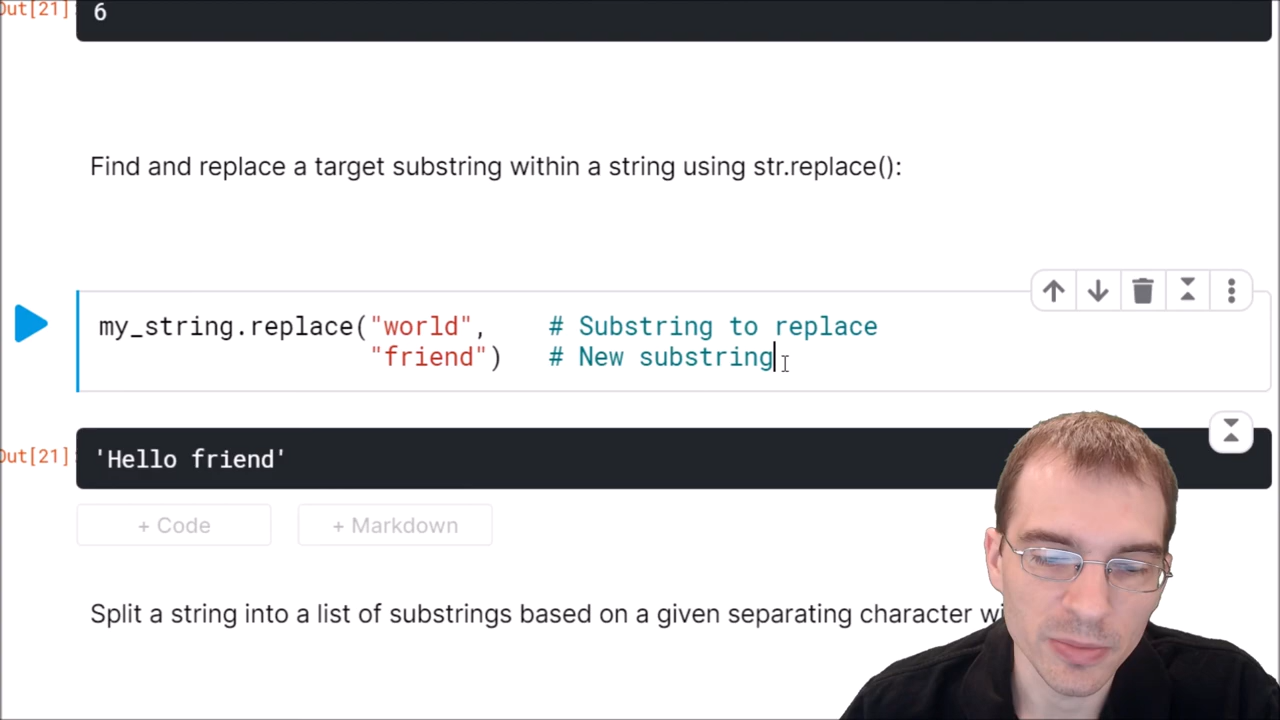 Out[21]
6
Find and replace a target substring within a string using str.replace():
my_string.replace("world",    # Substring to replace
"friend")   # New substring
Out[21]
'Hello friend'
+ Code
+ Markdown
Split a string into a list of substrings based on a given separating character